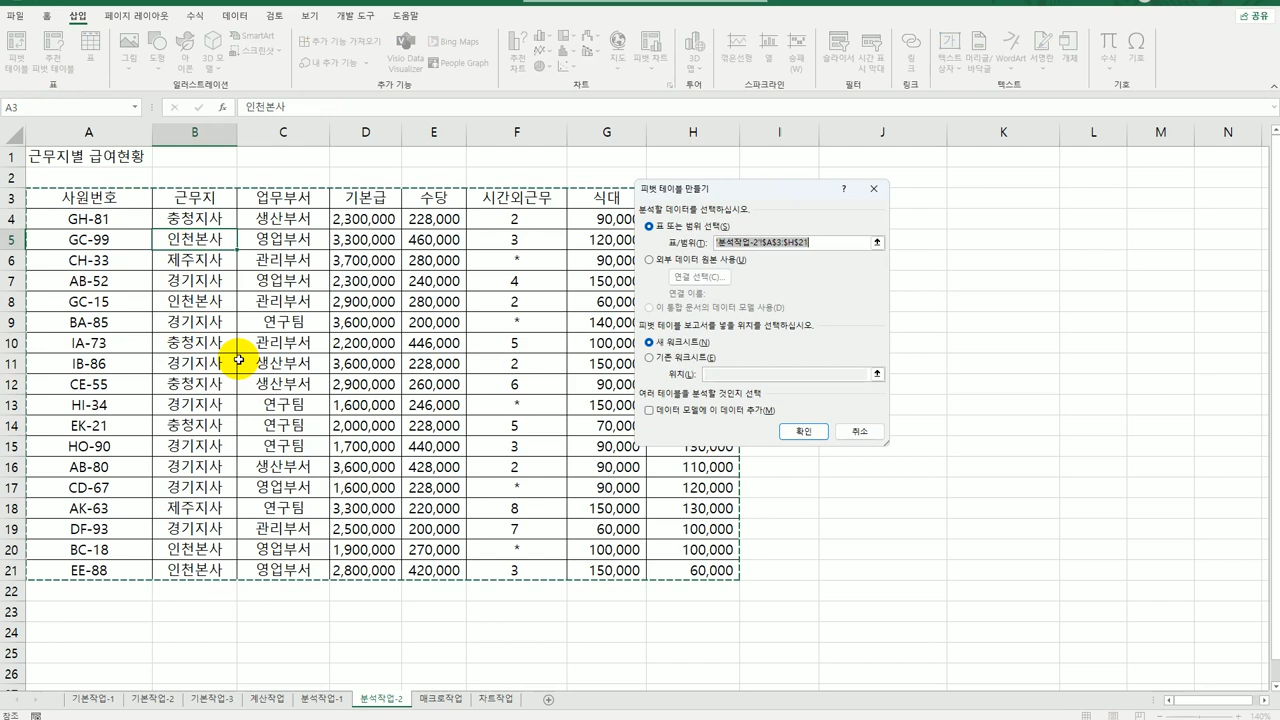 파일 홈 삽입 페이지 레이아웃 수식 데이터 검토 보기 개발 도구 도움말 공유
피벗 테이블 추천 피벗 테이블 표 그림 도형 아이콘 3D 모델 SmartArt 스크린샷 추가 기능 가져오기 내 추가 기능 Visio Data Visualizer Bing Maps People Graph 추천 차트 지도 피벗 차트 3D 맵 꺾은선형 열 승패 (W) 슬라이서 시간 표시 막대 링크 텍스트 상자 머리글/바닥글 WordArt 서명란 개체 수식 기호
표 일러스트레이션 추가 기능 차트 투어 스파크라인 필터 링크 텍스트 기호
A3 fx 인천본사
A B C D E F G H I J K L M N
1 근무지별 급여현황
2
3 사원번호 근무지 업무부서 기본급 수당 시간외근무 식대
4 GH-81 충청지사 생산부서 2,300,000 228,000 2 90,000
5 GC-99 인천본사 영업부서 3,300,000 460,000 3 120,000
6 CH-33 제주지사 관리부서 3,700,000 280,000 * 90,000
7 AB-52 경기지사 영업부서 2,300,000 240,000 4 150,000
8 GC-15 인천본사 관리부서 2,900,000 280,000 2 60,000
9 BA-85 경기지사 연구팀 3,600,000 200,000 * 140,000
10 IA-73 충청지사 관리부서 2,200,000 446,000 5 100,000
11 IB-86 경기지사 생산부서 3,600,000 228,000 2 150,000
12 CE-55 충청지사 생산부서 2,900,000 260,000 6 90,000
13 HI-34 경기지사 연구팀 1,600,000 246,000 * 150,000
14 EK-21 충청지사 연구팀 2,000,000 228,000 5 70,000
15 HO-90 경기지사 연구팀 1,700,000 440,000 3 90,000 130,000
16 AB-80 경기지사 생산부서 3,600,000 428,000 2 90,000 110,000
17 CD-67 경기지사 영업부서 1,600,000 228,000 * 90,000 120,000
18 AK-63 제주지사 연구팀 3,300,000 220,000 8 150,000 130,000
19 DF-93 경기지사 관리부서 2,500,000 200,000 7 60,000 100,000
20 BC-18 인천본사 영업부서 1,900,000 270,000 * 100,000 100,000
21 EE-88 인천본사 영업부서 2,800,000 420,000 3 150,000 60,000
22
23
24
25
26
피벗 테이블 만들기 ?
분석할 데이터를 선택하십시오.
표 또는 범위 선택(S)
표/범위(T): '분석작업-2'!$A$3:$H$21
외부 데이터 원본 사용(U)
연결 선택(C)...
연결 이름:
이 통합 문서의 데이터 모델 사용(D)
피벗 테이블 보고서를 넣을 위치를 선택하십시오.
새 워크시트(N)
기존 워크시트(E)
위치(L):
여러 테이블을 분석할 것인지 선택
데이터 모델에 이 데이터 추가(M)
확인 취소
기본작업-1 기본작업-2 기본작업-3 계산작업 분석작업-1 분석작업-2 매크로작업 차트작업
참조 140%